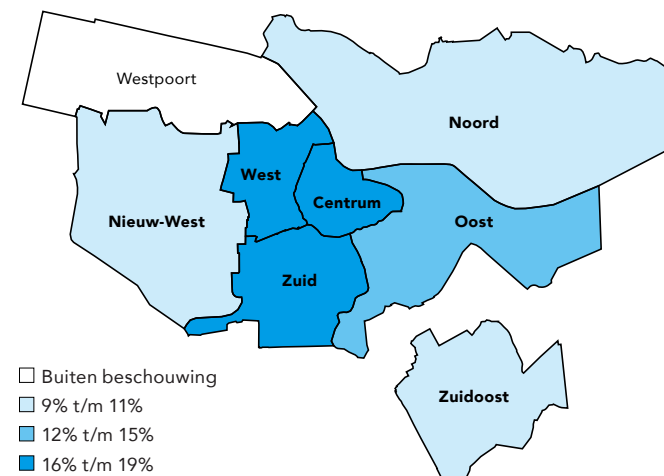 Westpoort
Noord
West
Centrum
Nieuw-West
Oost
Zuid
Zuidoost
Buiten beschouwing
9% t/m 11%
12% t/m 15%
16% t/m 19%